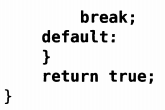 break;
    default:
    }
    return true;
}